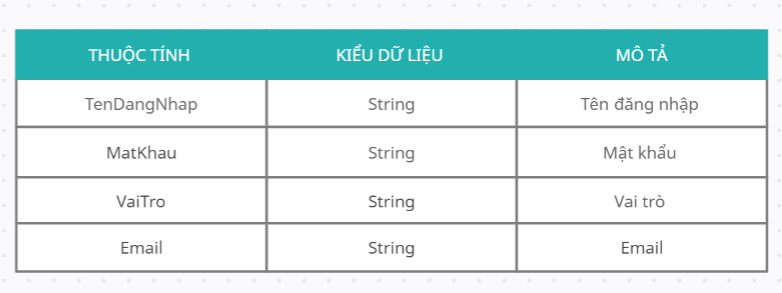 THUỘC TÍNH KIỂU DỮ LIỆU MÔ TẢ
TenDangNhap String Tên đăng nhập
MatKhau String Mật khẩu
VaiTro String Vai trò
Email String Email